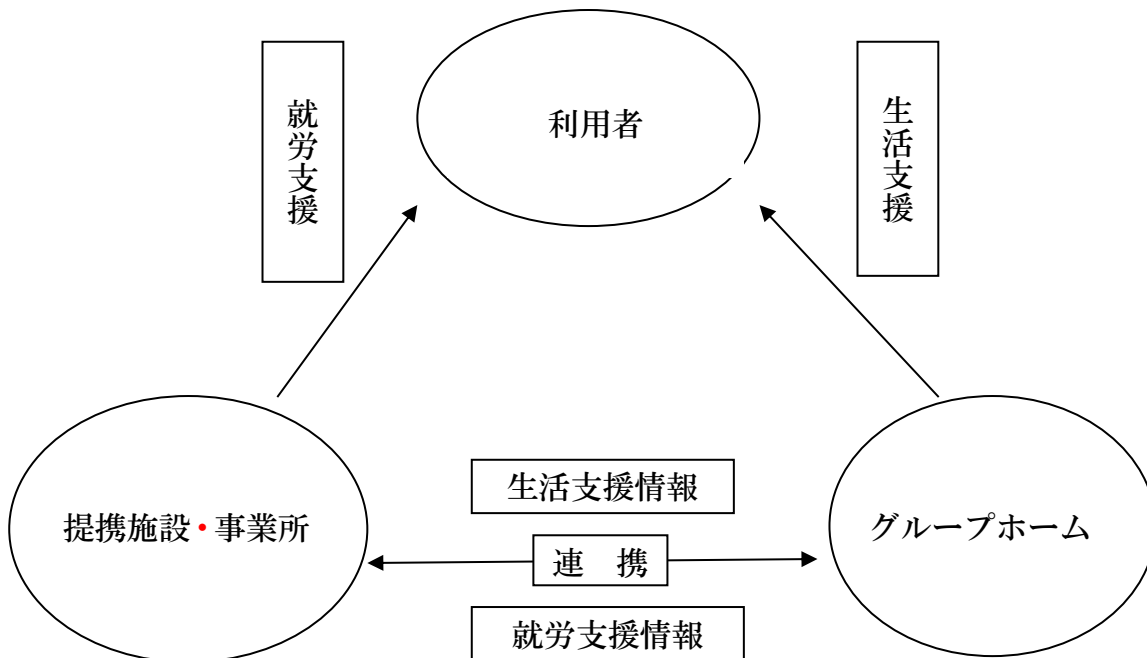 就労支援
利用者
生活支援
生活支援情報
提携施設・事業所
グループホーム
連　携
就労支援情報